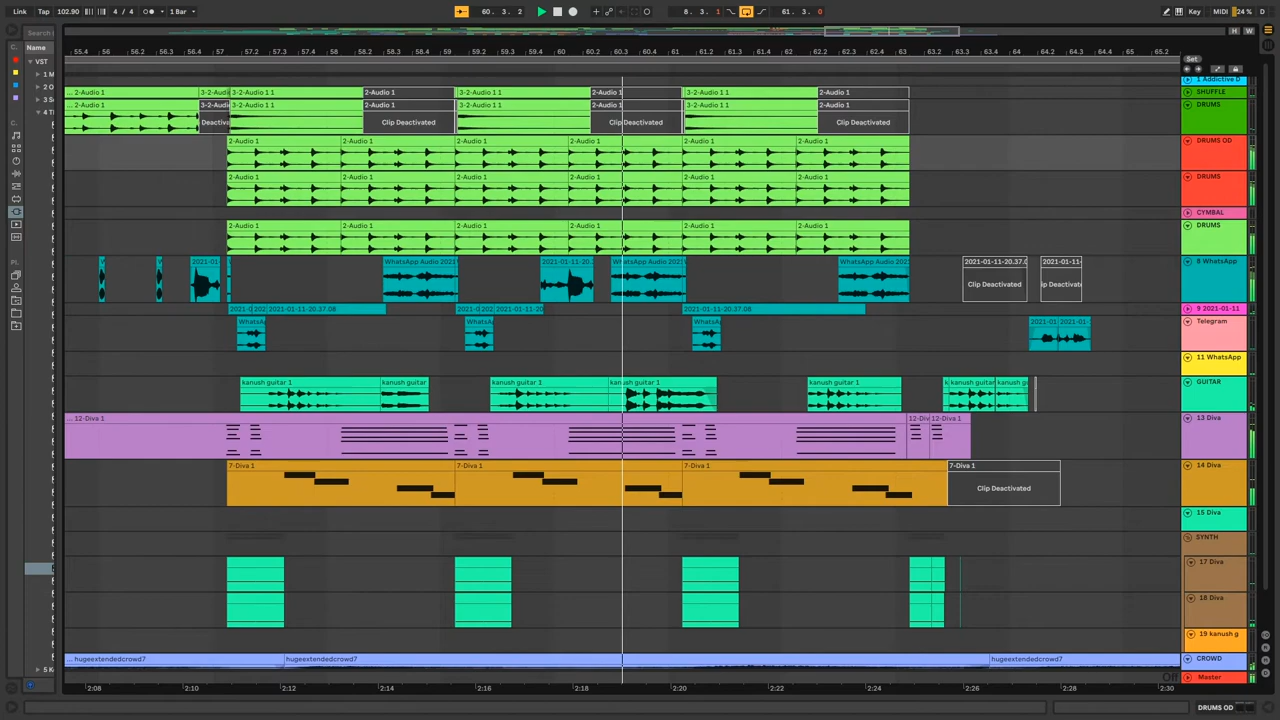 Link Tap 102.90 4 / 4 1 Bar 60. 3. 2 8. 3. 1 61. 3. 0 Key MIDI 24 % D
Search
H W
C. Name
55.4 56 56.2 56.3 56.4 57 57.2 57.3 57.4 58 58.2 58.3 58.4 59 59.2 59.3 59.4 60 60.2 60.3 60.4 61 61.2 61.3 61.4 62 62.2 62.3 62.4 63 63.2 63.3 63.4 64 64.2 64.3 64.4 65 65.2
Set
VST
1 Addictive D
... 2-Audio 1 3-2-A 3-2-Audio 1 1 2-Audio 1 3-2-Audio 1 1 2-Audio 1 3-2-Audio 1 1 2-Audio 1 SHUFFLE
... 2-Audio 1 3-2-A 3-2-Audio 1 1 2-Audio 1 3-2-Audio 1 1 2-Audio 1 3-2-Audio 1 1 2-Audio 1 DRUMS
Deactiva Clip Deactivated Clip Deactivated Clip Deactivated Clip Deactivated
2-Audio 1 2-Audio 1 2-Audio 1 2-Audio 1 2-Audio 1 2-Audio 1 DRUMS OD
2-Audio 1 2-Audio 1 2-Audio 1 2-Audio 1 2-Audio 1 2-Audio 1 DRUMS
CYMBAL
2-Audio 1 2-Audio 1 2-Audio 1 2-Audio 1 2-Audio 1 2-Audio 1 DRUMS
2021-01 WhatsApp Audio 2021 2021-01-11-20. WhatsApp Audio 2021 WhatsApp Audio 2021 2021-01-11-20.37.0 2021-01-11-20. 8 WhatsApp
Clip Deactivated ip Deactivate
2021-0 202 2021-01-11-20.37.08 2021-0 202 2021-01-11-20 2021-01-11-20.37.08 9 2021-01-11
WhatsA WhatsA WhatsA 2021-01 2021-01-1 Telegram
11 WhatsApp
kanush guitar 1 kanush guitar kanush guitar 1 kanush guitar 1 kanush guitar 1 k kanush guitar kanush g GUITAR
... 12-Diva 1 12-Div 12-Diva 1 13 Diva
7-Diva 1 7-Diva 1 7-Diva 1 7-Diva 1 14 Diva
Clip Deactivated
15 Diva
SYNTH
17 Diva
18 Diva
19 kanush g
... hugeextendedcrowd7 hugeextendedcrowd7 hugeextendedcrowd7 CROWD
Off Master
2:08 2:10 2:12 2:14 2:16 2:18 2:20 2:22 2:24 2:26 2:28 2:30
DRUMS OD